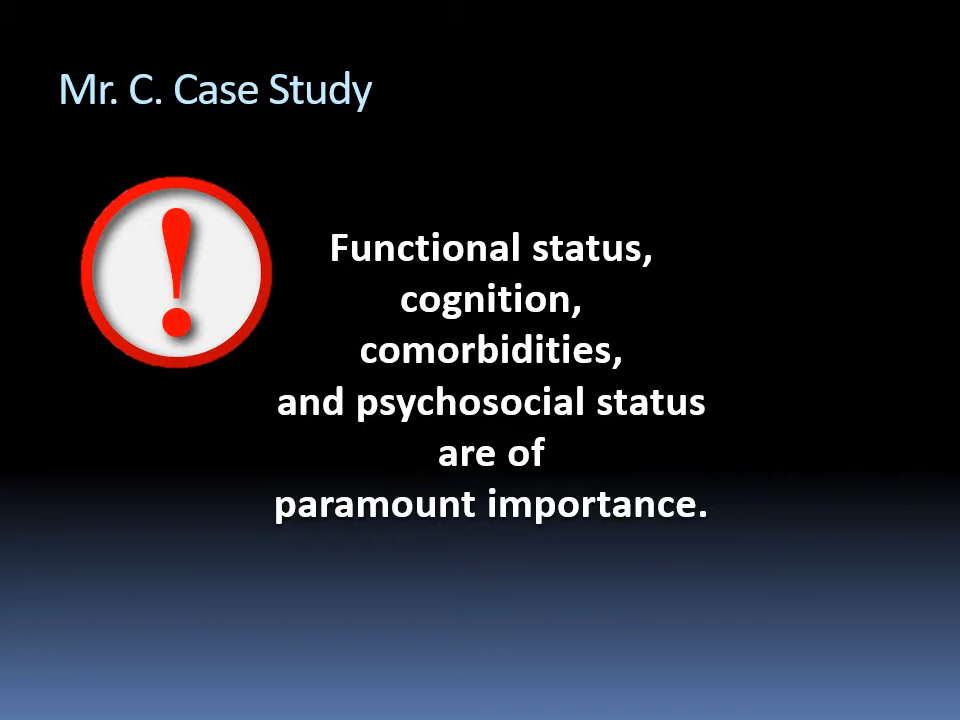 Mr. C. Case Study
Functional status,
cognition,
comorbidities,
and psychosocial status
are of
paramount importance.